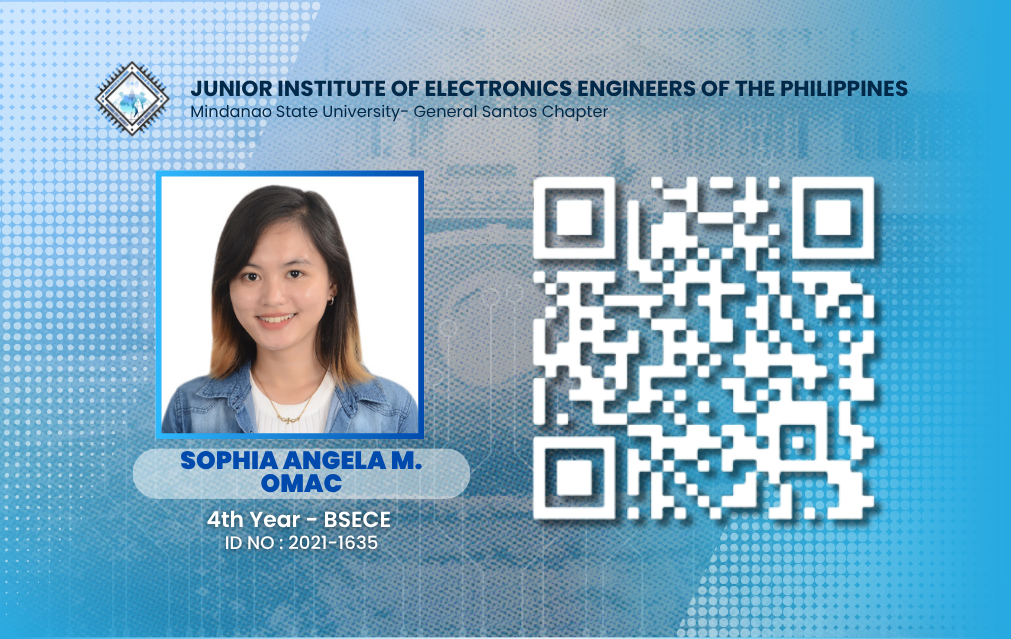 JUNIOR INSTITUTE OF ELECTRONICS ENGINEERS OF THE PHILIPPINES
Mindanao State University- General Santos Chapter
SOPHIA ANGELA M.
OMAC
4th Year - BSECE
ID NO : 2021-1635